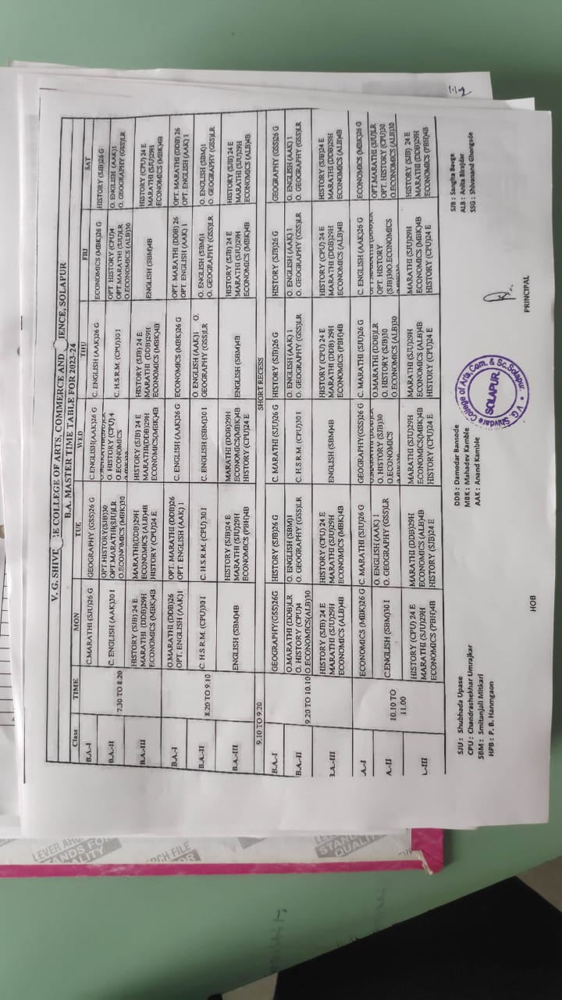 V. G. SHIVD RE COLLEGE OF ARTS, COMMERCE AND IENCE, SOLAPUR
B.A. MASTER TIME TABLE FOR 2023-24
Class TIME MON TUE WED THU FRI SAT
B.A.-I C.MARATHI (SJU)26 G GEOGRAPHY (GSS)26 G C.ENGLISH(AAK)26 G C. ENGLISH (AAK)26 G ECONOMICS (MBK)26 G HISTORY (SJB)26 G
7.30 TO 8.20
B.A.-II C. ENGLISH (AAK)30 I OPT.HISTORY(SJB)30 O. HISTORY (CPU) 4 C. H.S.R.M. (CPU)30 I OPT. HISTORY (CPU)4 O. ENGLISH (AAK)1
OPT.MARATHI(SJU)LR O.ECONOMICS OPT.MARATHI (SJU)LR O. GEOGRAPHY (GSS)LR
O.ECONOMICS (MBK)30 O.ECONOMICS (ALB)30
B.A.-III HISTORY (SJB) 24 E MARATHI(DDB)29H HISTORY (SJB) 24 E HISTORY (SJB) 24 E ENGLISH (SBM)4B HISTORY (CPU) 24 E
MARATHI (DDB)29H ECONOMICS (ALB)4B MARATHI(DDB)29H MARATHI (DDB)29H MARATHI (SJU)29H
ECONOMICS (MBK)4B HISTORY (CPU)24 E ECONOMICS(MBK)4B ECONOMICS (MBK)4B ECONOMICS (MBK)4B
B.A.-I O.MARATHI (DDB)26 OPT. MARATHI (DDB)26 C. ENGLISH (AAK)26 G ECONOMICS (MBK)26 G OPT MARATHI (DDB) 26 OPT. MARATHI (DDB) 26
OPT. ENGLISH (AAK)1 OPT. ENGLISH (AAK) 1 OPT. ENGLISH (AAK) 1 OPT. ENGLISH (AAK) 1
8.20 TO 9.10
B.A.-II C. H.S.R.M. (CPU)30 I C. H.S.R.M. (CPU) 30 I C. ENGLISH (SBM)30 I O. ENGLISH (AAK)1 O. O. ENGLISH (SBM)1 O. ENGLISH (SBM)1
GEOGRAPHY (GSS)LR O. GEOGRAPHY (GSS)LR O. GEOGRAPHY (GSS)LR
B.A.-III ENGLISH (SBM)4B HISTORY (SJB)24 E MARATHI (DDB)29H ENGLISH (SBM)4B HISTORY (SJB) 24 E HISTORY (SJB) 24 E
MARATHI (SJU)29H ECONOMICS(MBK)4B MARATHI (SJU)29H MARATHI (SJU)29H
ECONOMICS (PBH)4B HISTORY (CPU)24 E ECONOMICS (MBK)4B ECONOMICS (ALB)4B
9.10 TO 9.20 SHORT RECESS
B.A.-I GEOGRAPHY(GSS)26G HISTORY (SJB)26 G C. MARATHI (SJU)26 G HISTORY (SJB)26 G HISTORY (SJB)26 G GEOGRAPHY (GSS)26 G
B.A.-II O.MARATHI (DDB)LR O. ENGLISH (SBM)1 C. H.S.R.M. (CPU)30 I O. ENGLISH (AAK) 1 O. ENGLISH (AAK) 1 O. ENGLISH (AAK) 1
O. HISTORY (CPU)4 O. GEOGRAPHY (GSS)LR O. GEOGRAPHY (GSS)LR O. GEOGRAPHY (GSS)LR O. GEOGRAPHY (GSS)LR
9.20 TO 10.10 O.ECONOMICS(ALB)30
B.A.-III HISTORY (SJB) 24 E HISTORY (CPU) 24 E ENGLISH (SBM)4B HISTORY (CPU) 24 E HISTORY (CPU) 24 E HISTORY (SJB)24 E
MARATHI (SJU)29H MARATHI (SJU)29H MARATHI (DDB) 29H MARATHI (DDB)29H MARATHI (DDB)29H
ECONOMICS (ALB)4B ECONOMICS (MBK)4B ECONOMICS (PBH)4B ECONOMICS (ALB)4B ECONOMICS (ALB)4B
.A-I ECONOMICS (MBK)26 G C. MARATHI (SJU)26 G GEOGRAPHY(GSS)26 G C. MARATHI (SJU)26 G C. ENGLISH (AAK)26 G ECONOMICS (MBK)26 G
A.-II C.ENGLISH (SBM)30 I O. ENGLISH (AAK) 1 O. HISTORY (SJB)30 O.MARATHI (DDB)LR OPT. HISTORY OPT.MARATHI (SJU)LR
O. GEOGRAPHY (GSS)LR O.ECONOMICS O. HISTORY (SJB)30 (SJB)30O.ECONOMICS OPT. HISTORY (CPU)30
O.ECONOMICS (ALB)30 O.ECONOMICS (ALB)30
10.10 TO
11.00
.-III HISTORY (CPU) 24 E MARATHI (DDB)29H MARATHI (SJU)29H MARATHI (SJU)29H MARATHI (SJU)29H HISTORY (SJB) 24 E
MARATHI (SJU)29H ECONOMICS (ALB)4B ECONOMICS(MBK)4B ECONOMICS (ALB)4B ECONOMICS (MBK)4B MARATHI (DDB)29H
ECONOMICS (PBH)4B HISTORY (SJB)24 E HISTORY (CPU)24 E HISTORY (CPU)24 E HISTORY (CPU)24 E ECONOMICS (PBH)4B
SJU : Shubhada Upase DDB : Damodar Bansode SJB : Sangita Barge
CPU : Chandrashekhar Umrajkar MBK : Mahadev Kamble ALB : Anita Birajdar
SBM : Smitanjali Mitkari AAK : Anand Kamble SSG : Shivanand Ghongade
HPB : P. B. Hanmgaon
V G Shivdare College of Arts, Com. & Sc. Solapur
SOLAPUR
HOB PRINCIPAL
LEVER
ANDS FO
ALITY
RCH FILE
STAN
QUALI